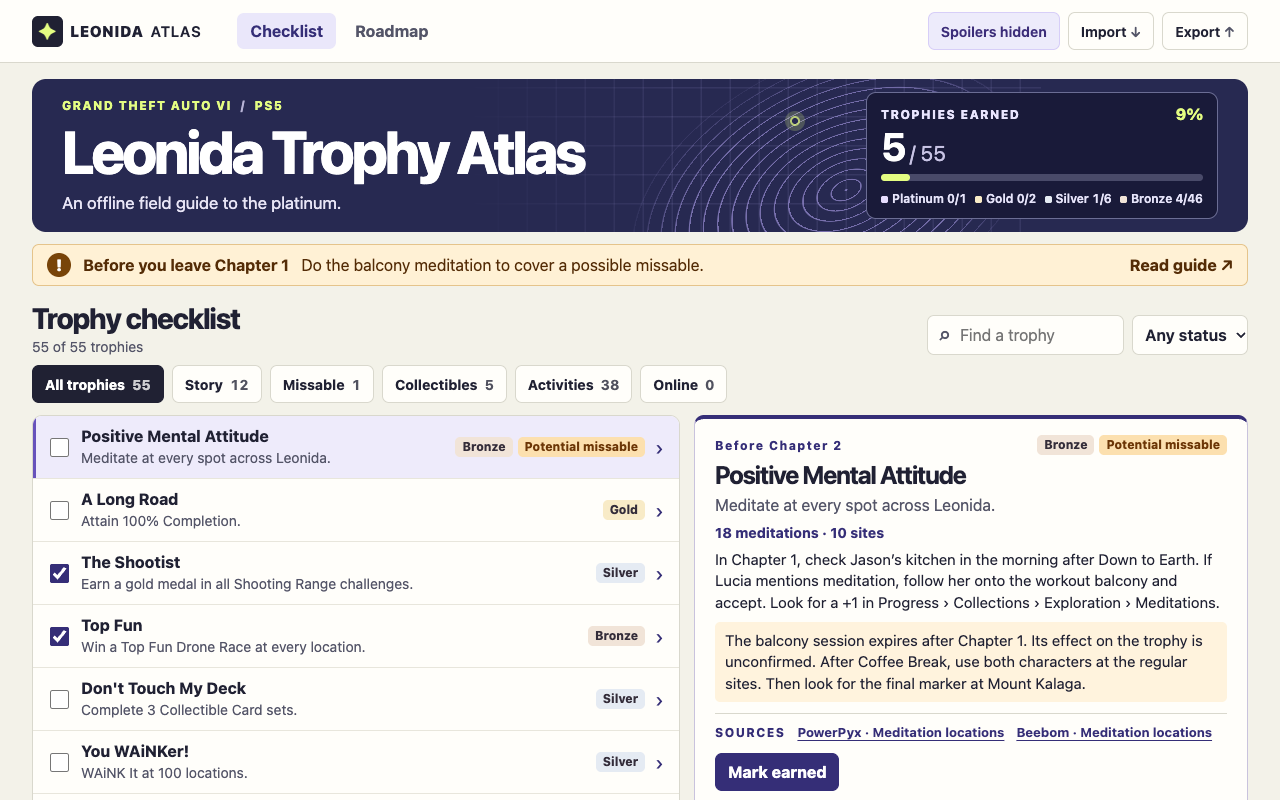 LEONIDA ATLAS
Checklist
Roadmap
Spoilers hidden
Import ↓
Export ↑
GRAND THEFT AUTO VI / PS5
Leonida Trophy Atlas
An offline field guide to the platinum.
TROPHIES EARNED
9%
5 / 55
Platinum 0/1
Gold 0/2
Silver 1/6
Bronze 4/46
Before you leave Chapter 1 Do the balcony meditation to cover a possible missable.
Read guide ↗
Trophy checklist
55 of 55 trophies
Find a trophy
Any status
All trophies 55
Story 12
Missable 1
Collectibles 5
Activities 38
Online 0
Positive Mental Attitude
Meditate at every spot across Leonida.
Bronze
Potential missable
A Long Road
Attain 100% Completion.
Gold
The Shootist
Earn a gold medal in all Shooting Range challenges.
Silver
Top Fun
Win a Top Fun Drone Race at every location.
Bronze
Don't Touch My Deck
Complete 3 Collectible Card sets.
Silver
You WAiNKer!
WAiNK It at 100 locations.
Silver
Before Chapter 2
Bronze
Potential missable
Positive Mental Attitude
Meditate at every spot across Leonida.
18 meditations · 10 sites
In Chapter 1, check Jason’s kitchen in the morning after Down to Earth. If
Lucia mentions meditation, follow her onto the workout balcony and
accept. Look for a +1 in Progress › Collections › Exploration › Meditations.
The balcony session expires after Chapter 1. Its effect on the trophy is
unconfirmed. After Coffee Break, use both characters at the regular
sites. Then look for the final marker at Mount Kalaga.
SOURCES
PowerPyx · Meditation locations
Beebom · Meditation locations
Mark earned